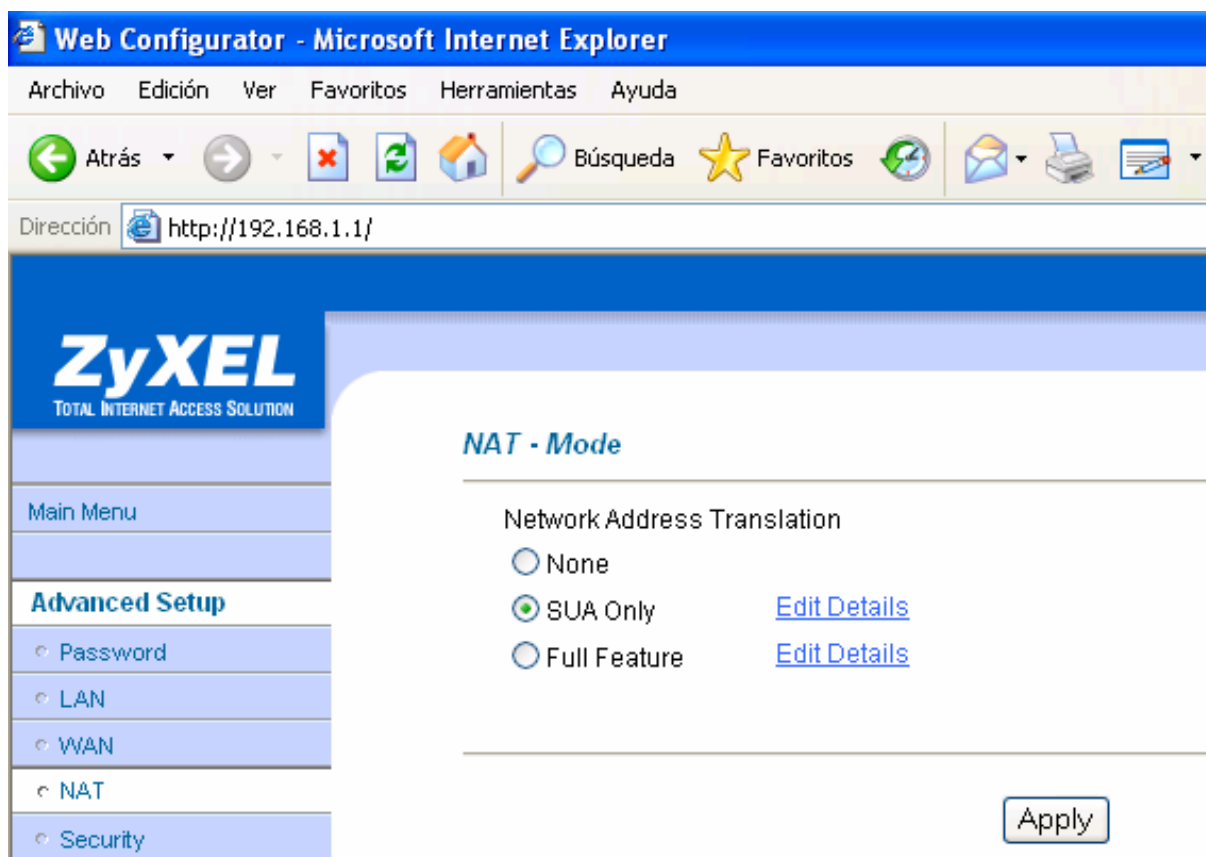 Web Configurator - Microsoft Internet Explorer
Archivo Edición Ver Favoritos Herramientas Ayuda
Atrás Búsqueda Favoritos
Dirección http://192.168.1.1/
ZyXEL
TOTAL INTERNET ACCESS SOLUTION
NAT - Mode
Main Menu
Network Address Translation
None
Advanced Setup
SUA Only Edit Details
Password
Full Feature Edit Details
LAN
WAN
NAT
Apply
Security